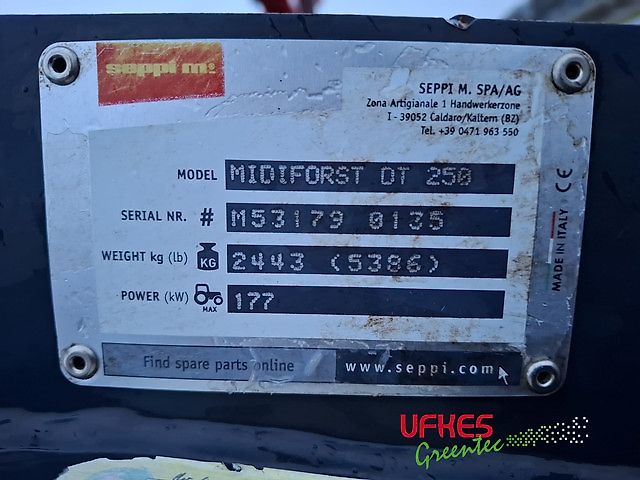 seppi m.
SEPPI M. SPA/AG
Zona Artigianale 1 Handwerkerzone
I - 39052 Caldaro/Kaltern (BZ)
Tel. +39 0471 963 550
MODEL MIDIFORST DT 250
SERIAL NR. # M53179 0135
WEIGHT kg (lb) KG 2443 (5386)
POWER (kW) MAX 177
MADE IN ITALY CE
Find spare parts online www.seppi.com
UFKES
Greentec